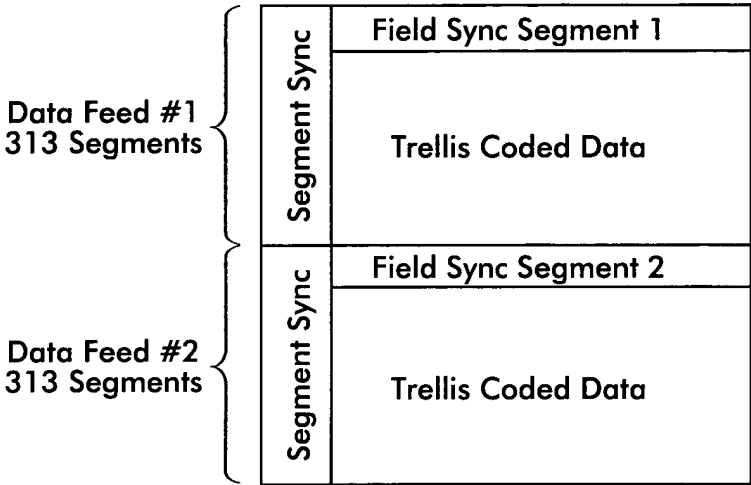 Data Feed #1
313 Segments
Segment Sync
Field Sync Segment 1
Trellis Coded Data
Data Feed #2
313 Segments
Segment Sync
Field Sync Segment 2
Trellis Coded Data